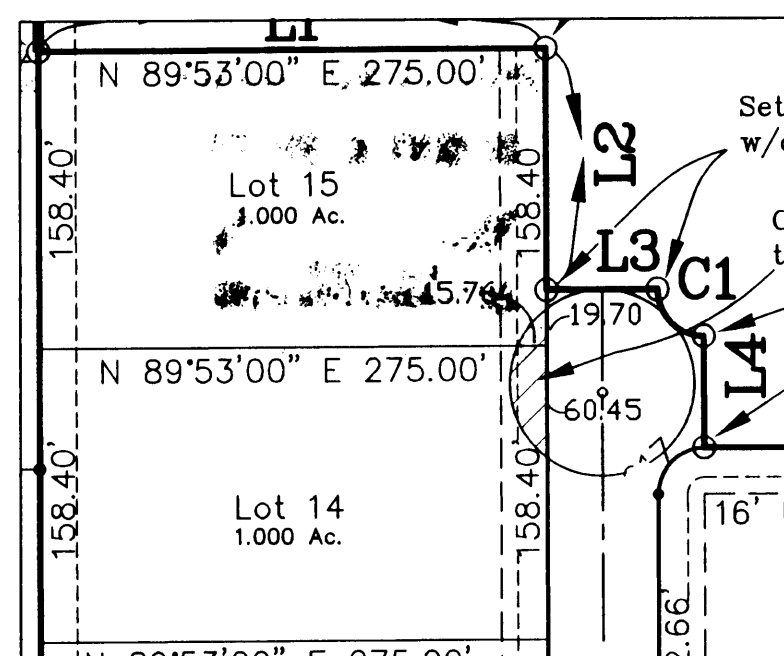 L1
N 89°53'00" E 275.00'
Set
w/
L2
158.40'
158.40'
Lot 15
1.000 Ac.
L3
C1
19.70
N 89°53'00" E 275.00'
L4
60.45
158.40'
158.40'
Lot 14
1.000 Ac.
16'
2.66'
N 89°53'00" E 275.00'